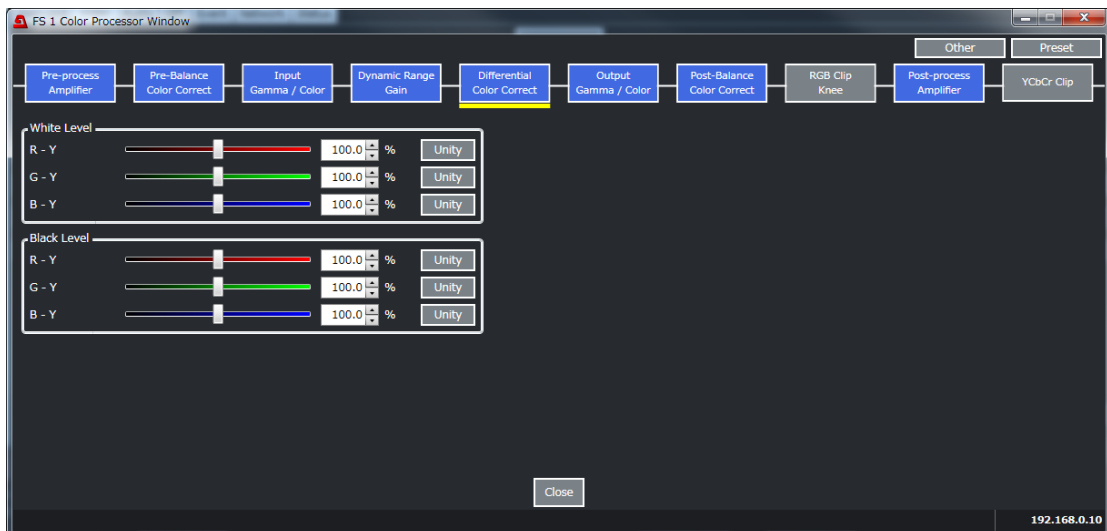 FS 1 Color Processor Window
Other
Preset
Pre-process
Amplifier
Pre-Balance
Color Correct
Input
Gamma / Color
Dynamic Range
Gain
Differential
Color Correct
Output
Gamma / Color
Post-Balance
Color Correct
RGB Clip
Knee
Post-process
Amplifier
YCbCr Clip
White Level
R - Y 100.0 % Unity
G - Y 100.0 % Unity
B - Y 100.0 % Unity
Black Level
R - Y 100.0 % Unity
G - Y 100.0 % Unity
B - Y 100.0 % Unity
Close
192.168.0.10